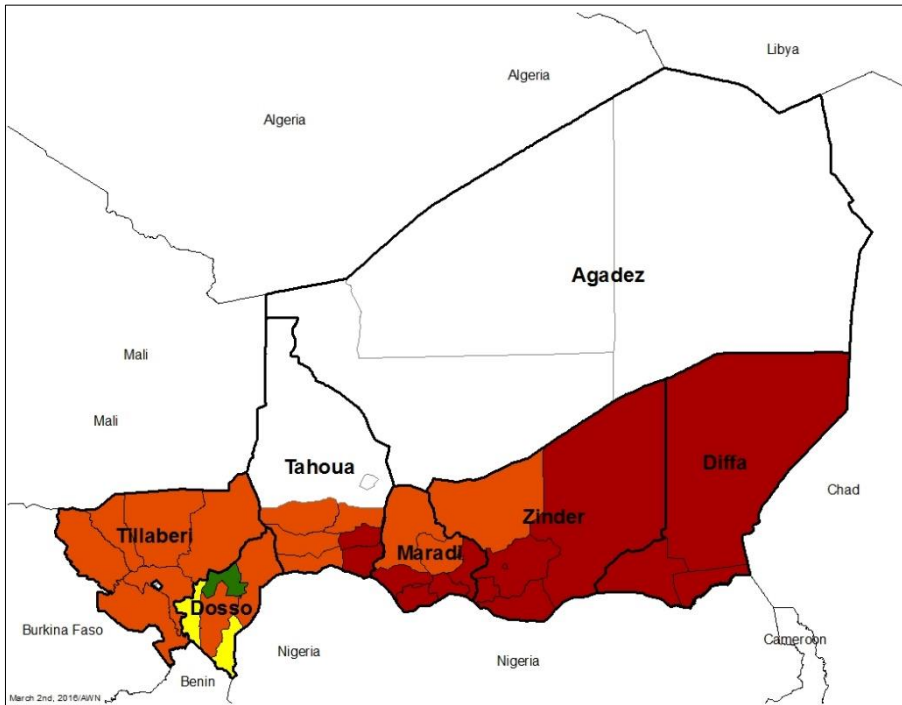 Libya
Algeria
Algeria
Agadez
Mali
Mali
Tahoua
Diffa
Chad
Zinder
Tillaberi
Maradi
Dosso
Burkina Faso
Cameroon
Nigeria
Nigeria
Benin
March 2nd, 2016/AWN